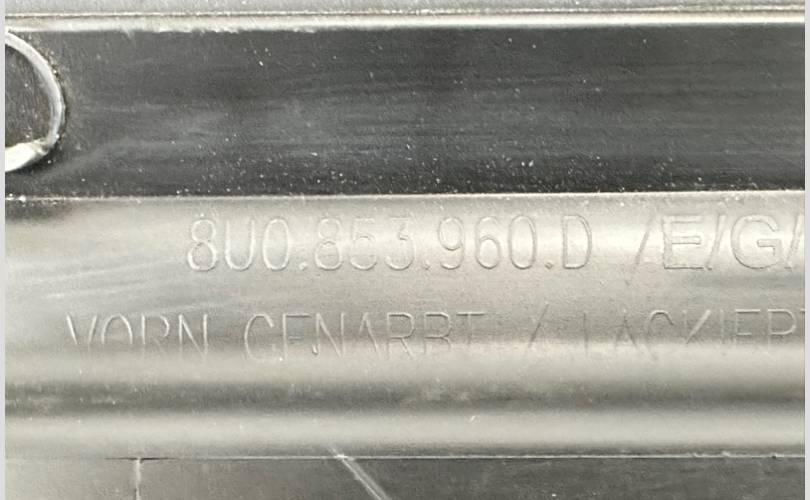 8U0.853.960.D /E/G/
VORN GENARBT / LACKIER